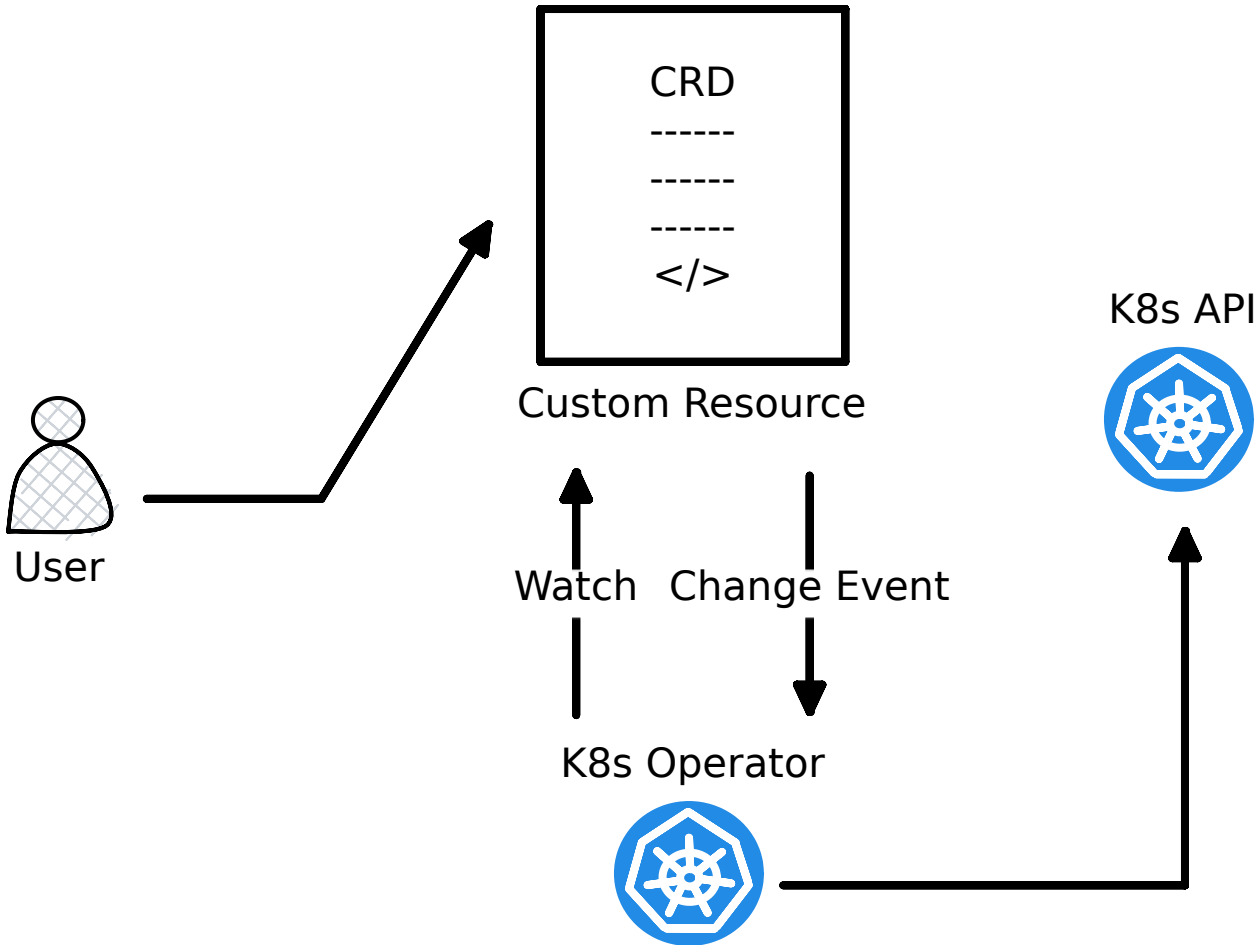 CRD
------
------
------
</>
Custom Resource
K8s API
User
Watch
Change Event
K8s Operator